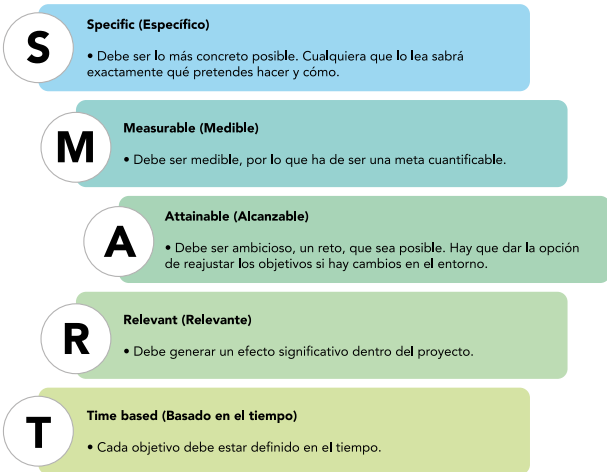 S
Specific (Específico)
• Debe ser lo más concreto posible. Cualquiera que lo lea sabrá
exactamente qué pretendes hacer y cómo.
M
Measurable (Medible)
• Debe ser medible, por lo que ha de ser una meta cuantificable.
A
Attainable (Alcanzable)
• Debe ser ambicioso, un reto, que sea posible. Hay que dar la opción
de reajustar los objetivos si hay cambios en el entorno.
R
Relevant (Relevante)
• Debe generar un efecto significativo dentro del proyecto.
T
Time based (Basado en el tiempo)
• Cada objetivo debe estar definido en el tiempo.